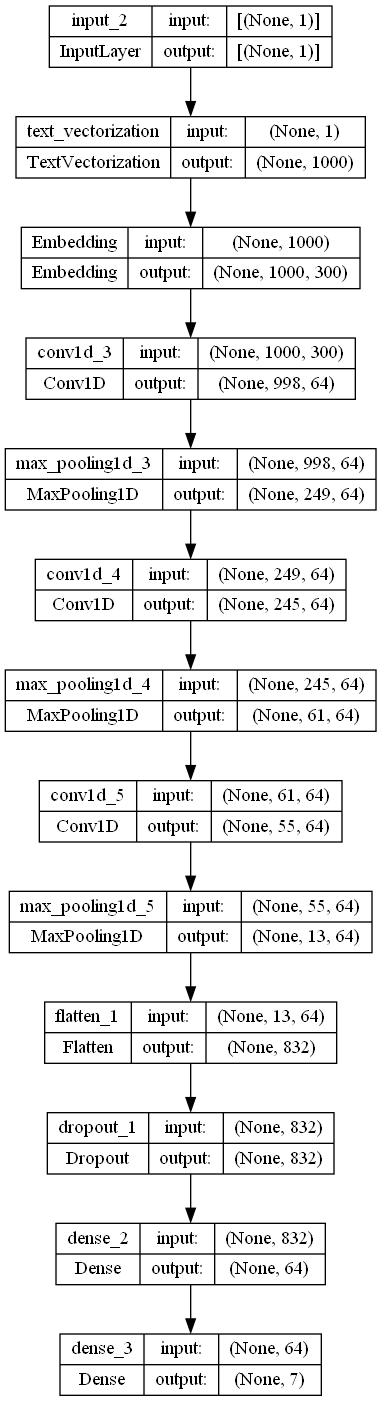 input_2 input: [(None, 1)]
InputLayer output: [(None, 1)]
text_vectorization input: (None, 1)
TextVectorization output: (None, 1000)
Embedding input: (None, 1000)
Embedding output: (None, 1000, 300)
conv1d_3 input: (None, 1000, 300)
Conv1D output: (None, 998, 64)
max_pooling1d_3 input: (None, 998, 64)
MaxPooling1D output: (None, 249, 64)
conv1d_4 input: (None, 249, 64)
Conv1D output: (None, 245, 64)
max_pooling1d_4 input: (None, 245, 64)
MaxPooling1D output: (None, 61, 64)
conv1d_5 input: (None, 61, 64)
Conv1D output: (None, 55, 64)
max_pooling1d_5 input: (None, 55, 64)
MaxPooling1D output: (None, 13, 64)
flatten_1 input: (None, 13, 64)
Flatten output: (None, 832)
dropout_1 input: (None, 832)
Dropout output: (None, 832)
dense_2 input: (None, 832)
Dense output: (None, 64)
dense_3 input: (None, 64)
Dense output: (None, 7)